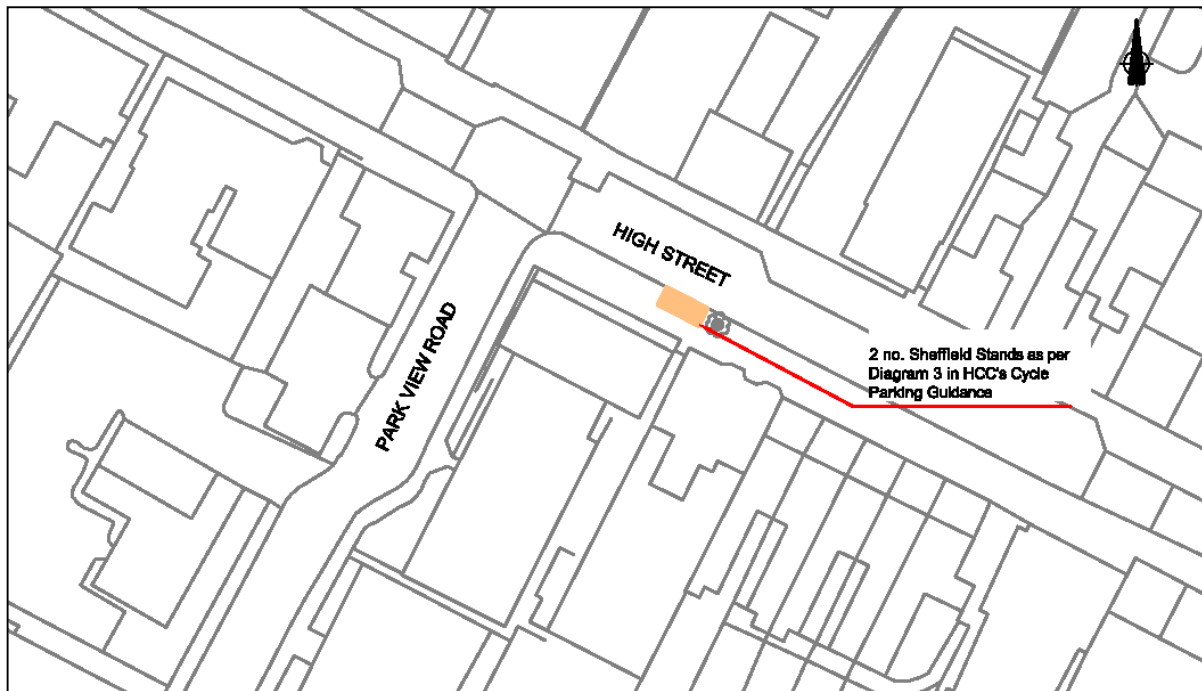 HIGH STREET
PARK VIEW ROAD
2 no. Sheffield Stands as per
Diagram 3 in HCC's Cycle
Parking Guidance